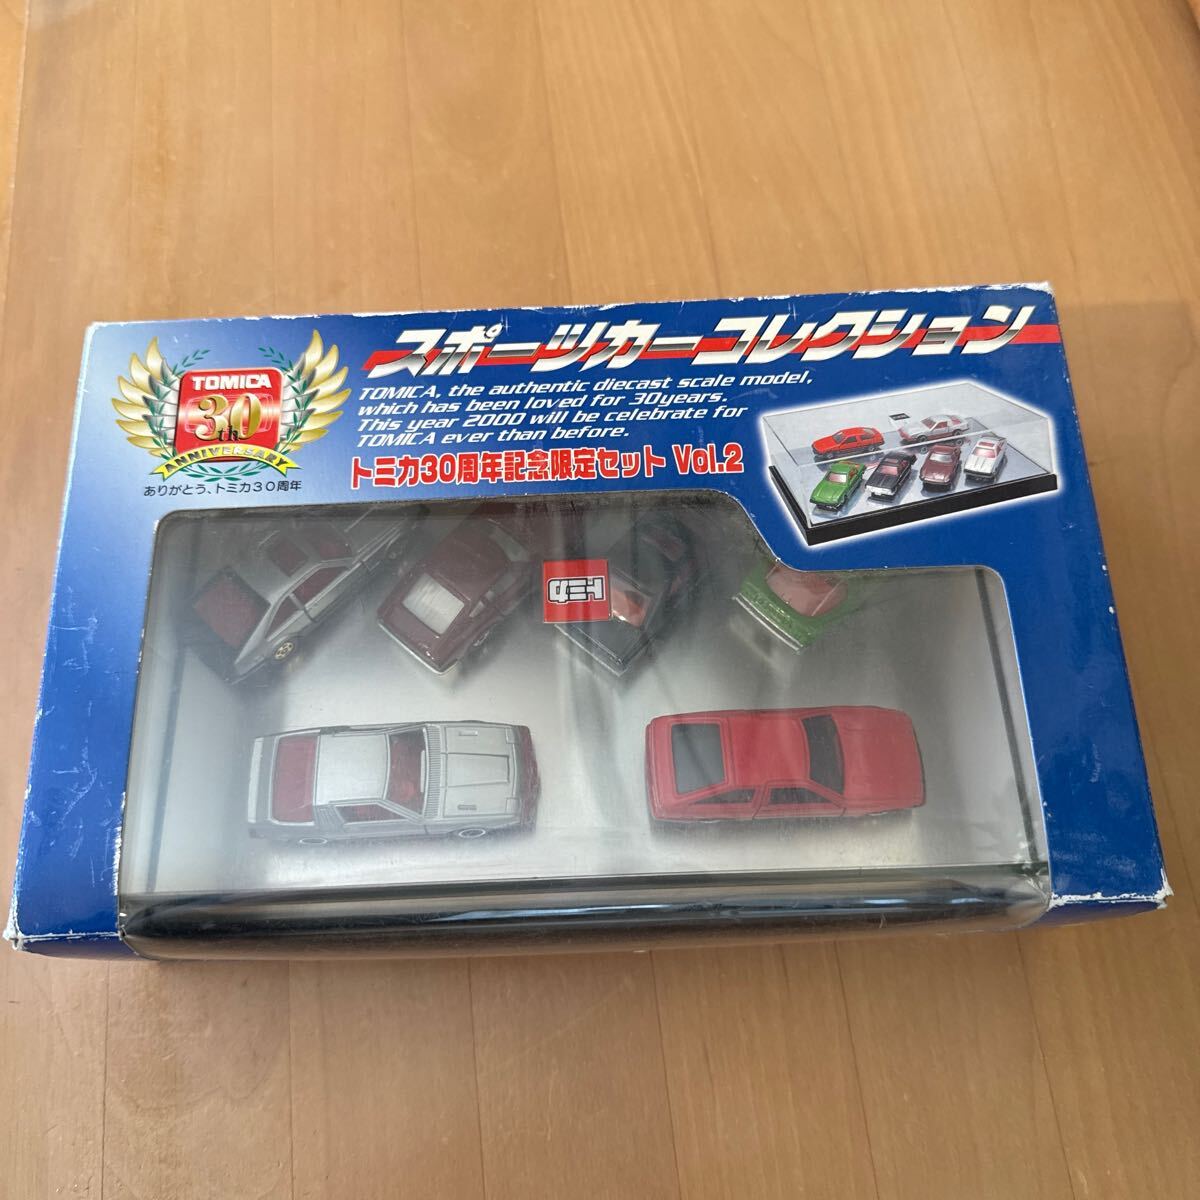 スポーツカーコレクション
TOMICA
30
th
ANNIVERSARY
ありがとう、トミカ30周年
TOMICA, the authentic diecast scale model,
which has been loved for 30years.
This year 2000 will be celebrate for
TOMICA ever than before.
トミカ30周年記念限定セット Vol.2
トミカ